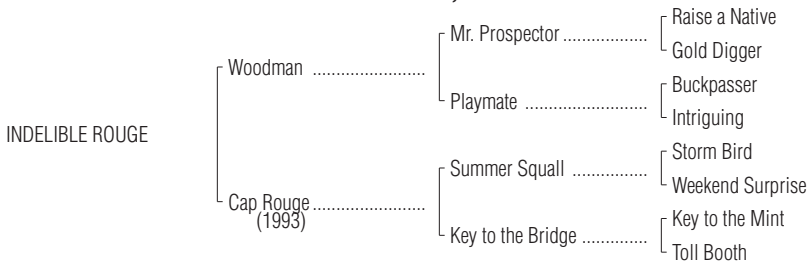 Raise a Native
Mr. Prospector ...................
Gold Digger
Woodman ........................
Buckpasser
Playmate ...........................
Intriguing
INDELIBLE ROUGE
Storm Bird
Summer Squall .................
Weekend Surprise
Cap Rouge ........................
(1993)
Key to the Mint
Key to the Bridge ...............
Toll Booth